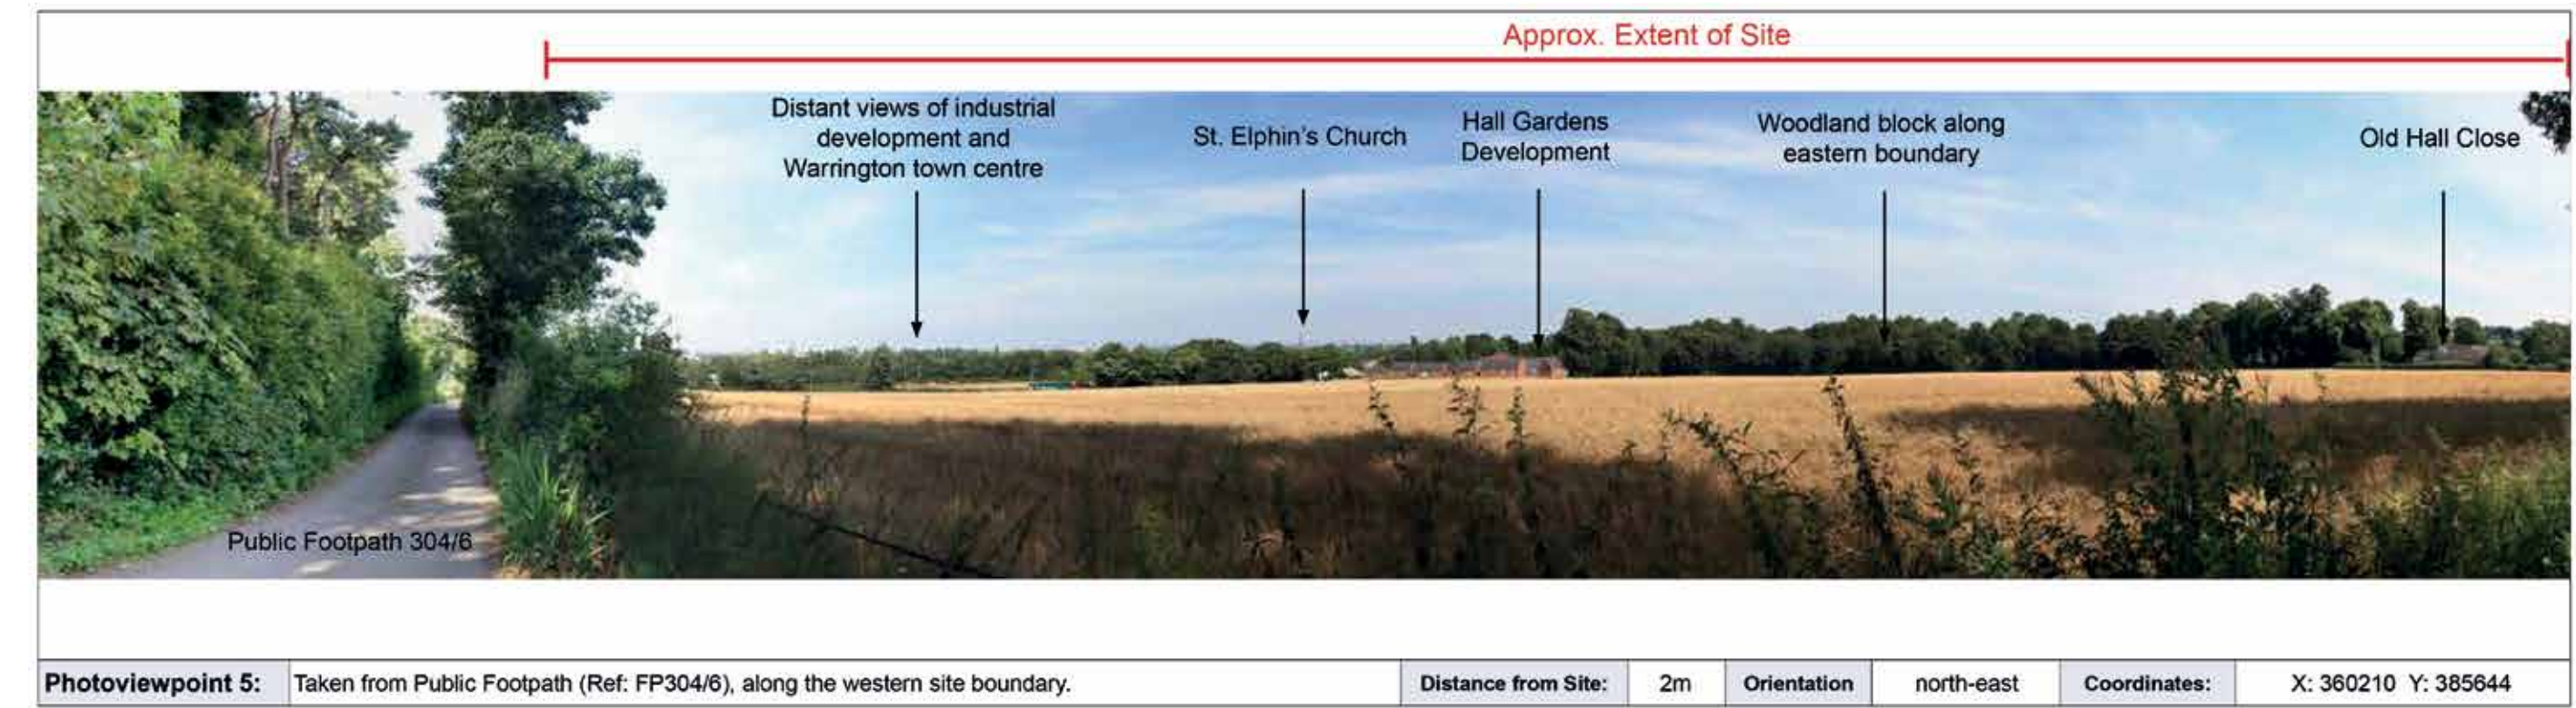 Approx. Extent of Site
Distant views of industrial
development and
Warrington town centre
St. Elphin's Church
Hall Gardens
Development
Woodland block along
eastern boundary
Old Hall Close
Public Footpath 304/6
Photoviewpoint 5: Taken from Public Footpath (Ref: FP304/6), along the western site boundary. Distance from Site: 2m Orientation north-east Coordinates: X: 360210 Y: 385644